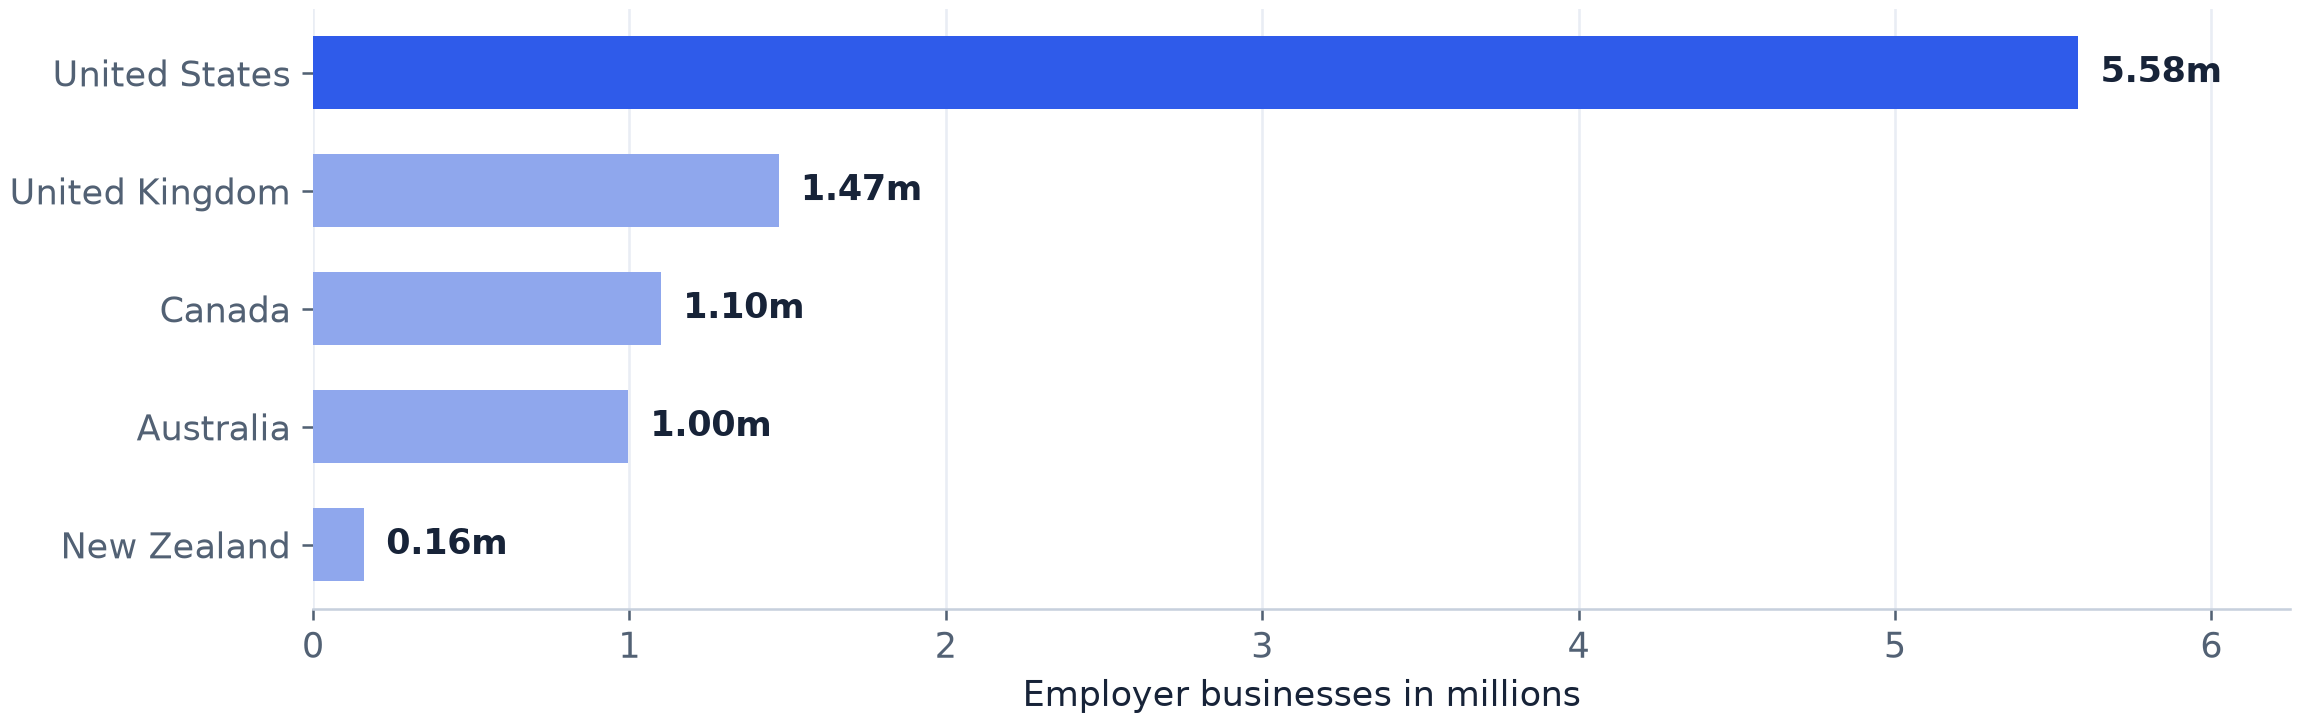 United States 5.58m
United Kingdom 1.47m
Canada 1.10m
Australia 1.00m
New Zealand 0.16m
0 1 2 3 4 5 6
Employer businesses in millions